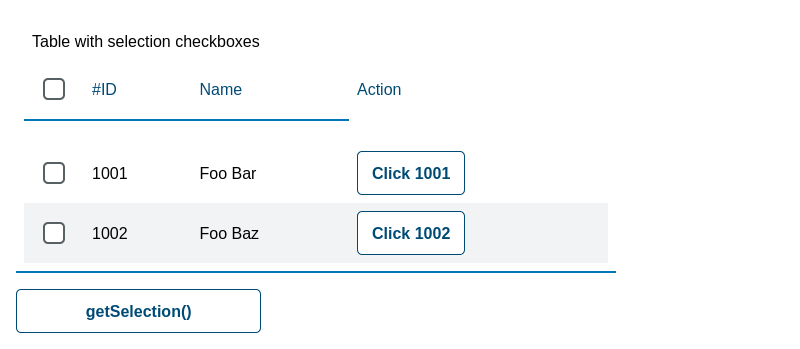 Table with selection checkboxes
#ID Name Action
1001 Foo Bar Click 1001
1002 Foo Baz Click 1002
getSelection()